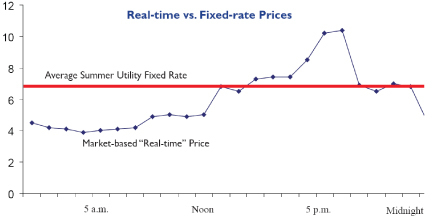 Real-time vs. Fixed-rate Prices
12
10
8
6
4
2
0
Average Summer Utility Fixed Rate
Market-based "Real-time" Price
5 a.m.
Noon
5 p.m.
Midnight